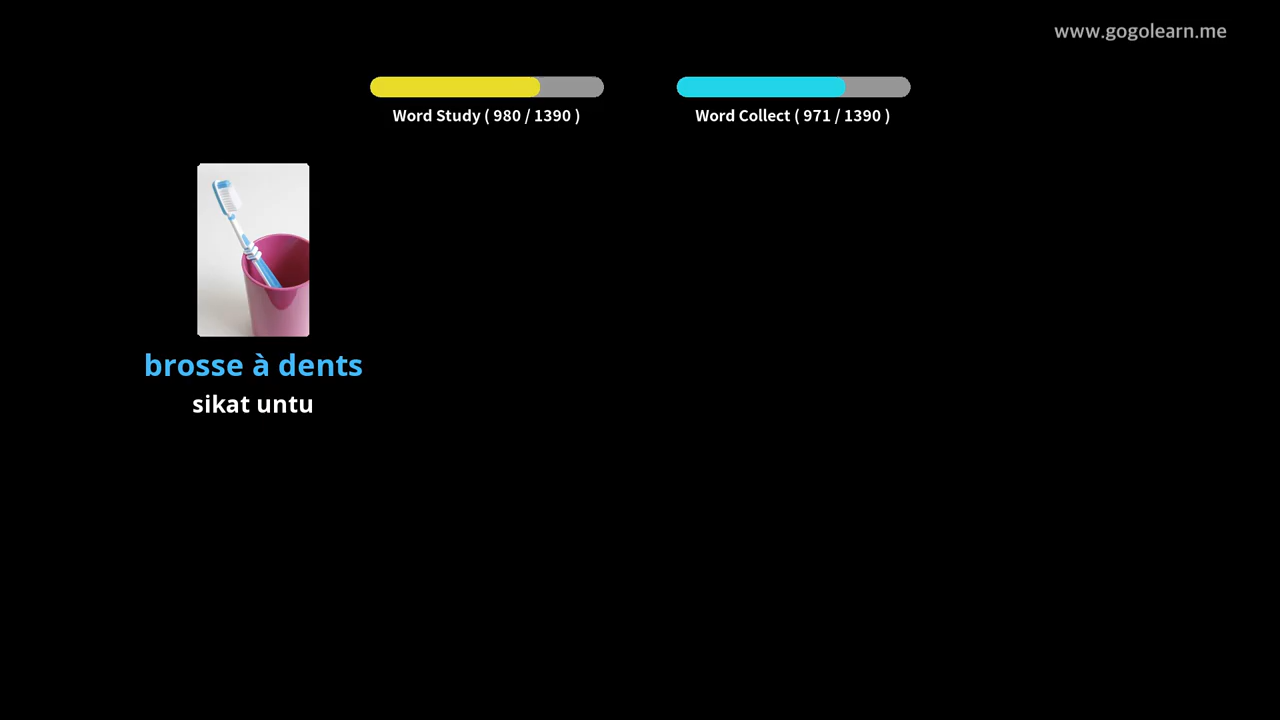 www.gogolearn.me
Word Study ( 980 / 1390 )
Word Collect ( 971 / 1390 )
brosse à dents
sikat untu